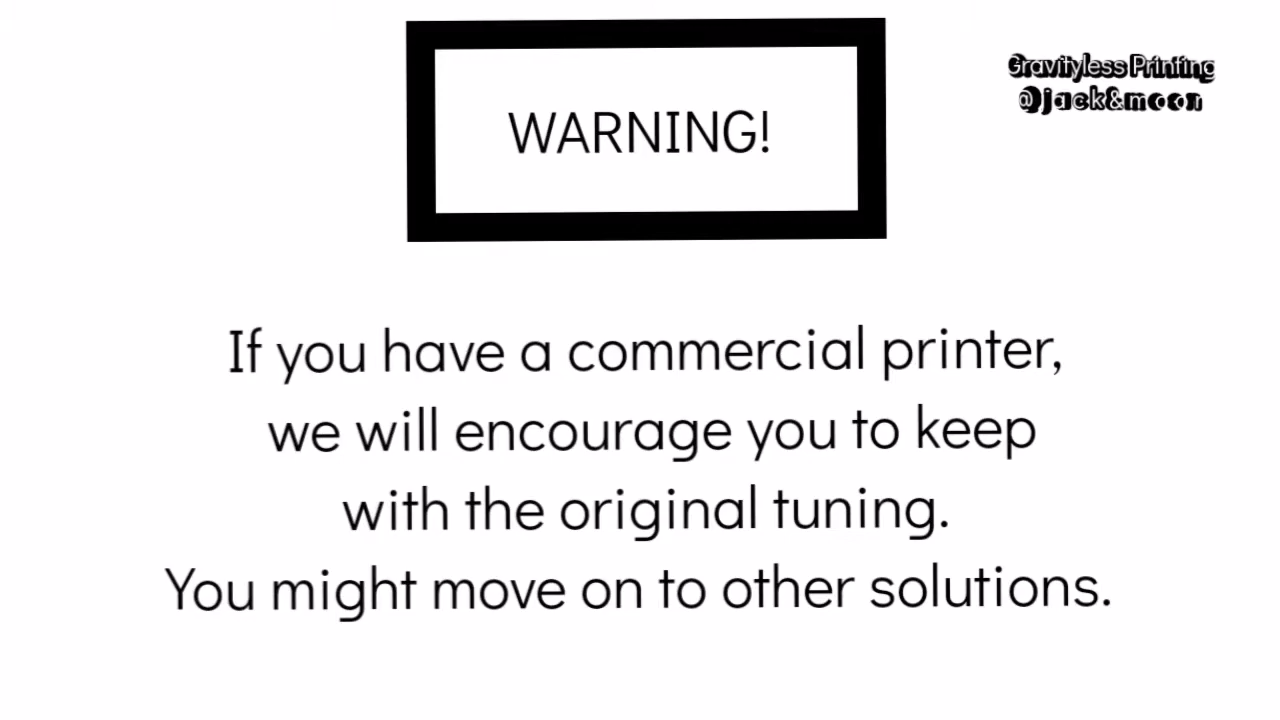 WARNING!
Gravityless Printing
@jack&moon
If you have a commercial printer,
we will encourage you to keep
with the original tuning.
You might move on to other solutions.